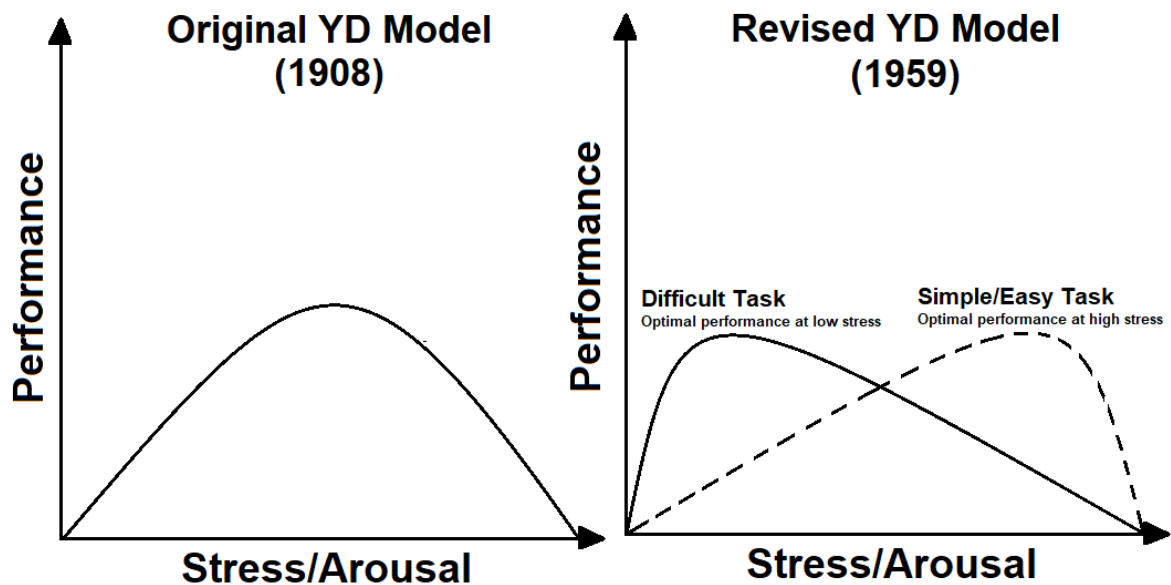 Original YD Model
(1908)
Performance
Stress/Arousal
Revised YD Model
(1959)
Performance
Difficult Task
Optimal performance at low stress
Simple/Easy Task
Optimal performance at high stress
Stress/Arousal